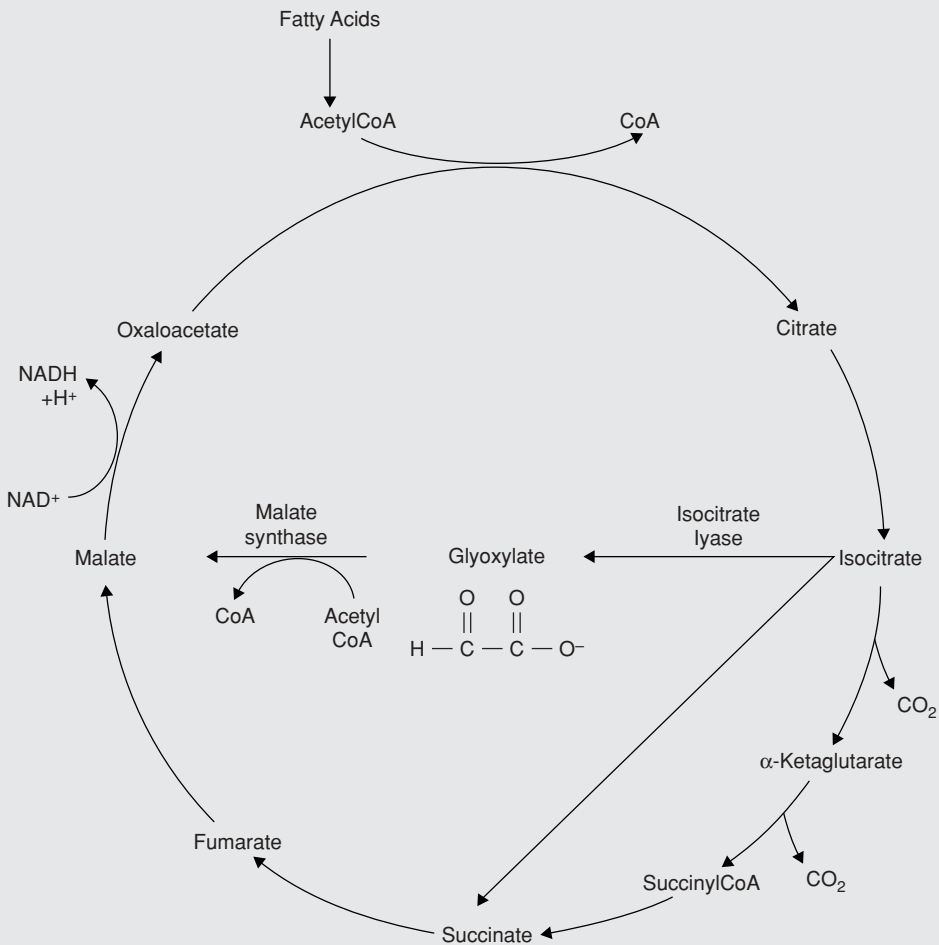 Fatty Acids
AcetylCoA
CoA
Oxaloacetate
Citrate
NADH
+H⁺
NAD⁺
Malate
synthase
Isocitrate
lyase
Malate
Glyoxylate
Isocitrate
CoA
Acetyl
CoA
O O
H — C — C — O⁻
CO₂
α-Ketaglutarate
Fumarate
SuccinylCoA
CO₂
Succinate